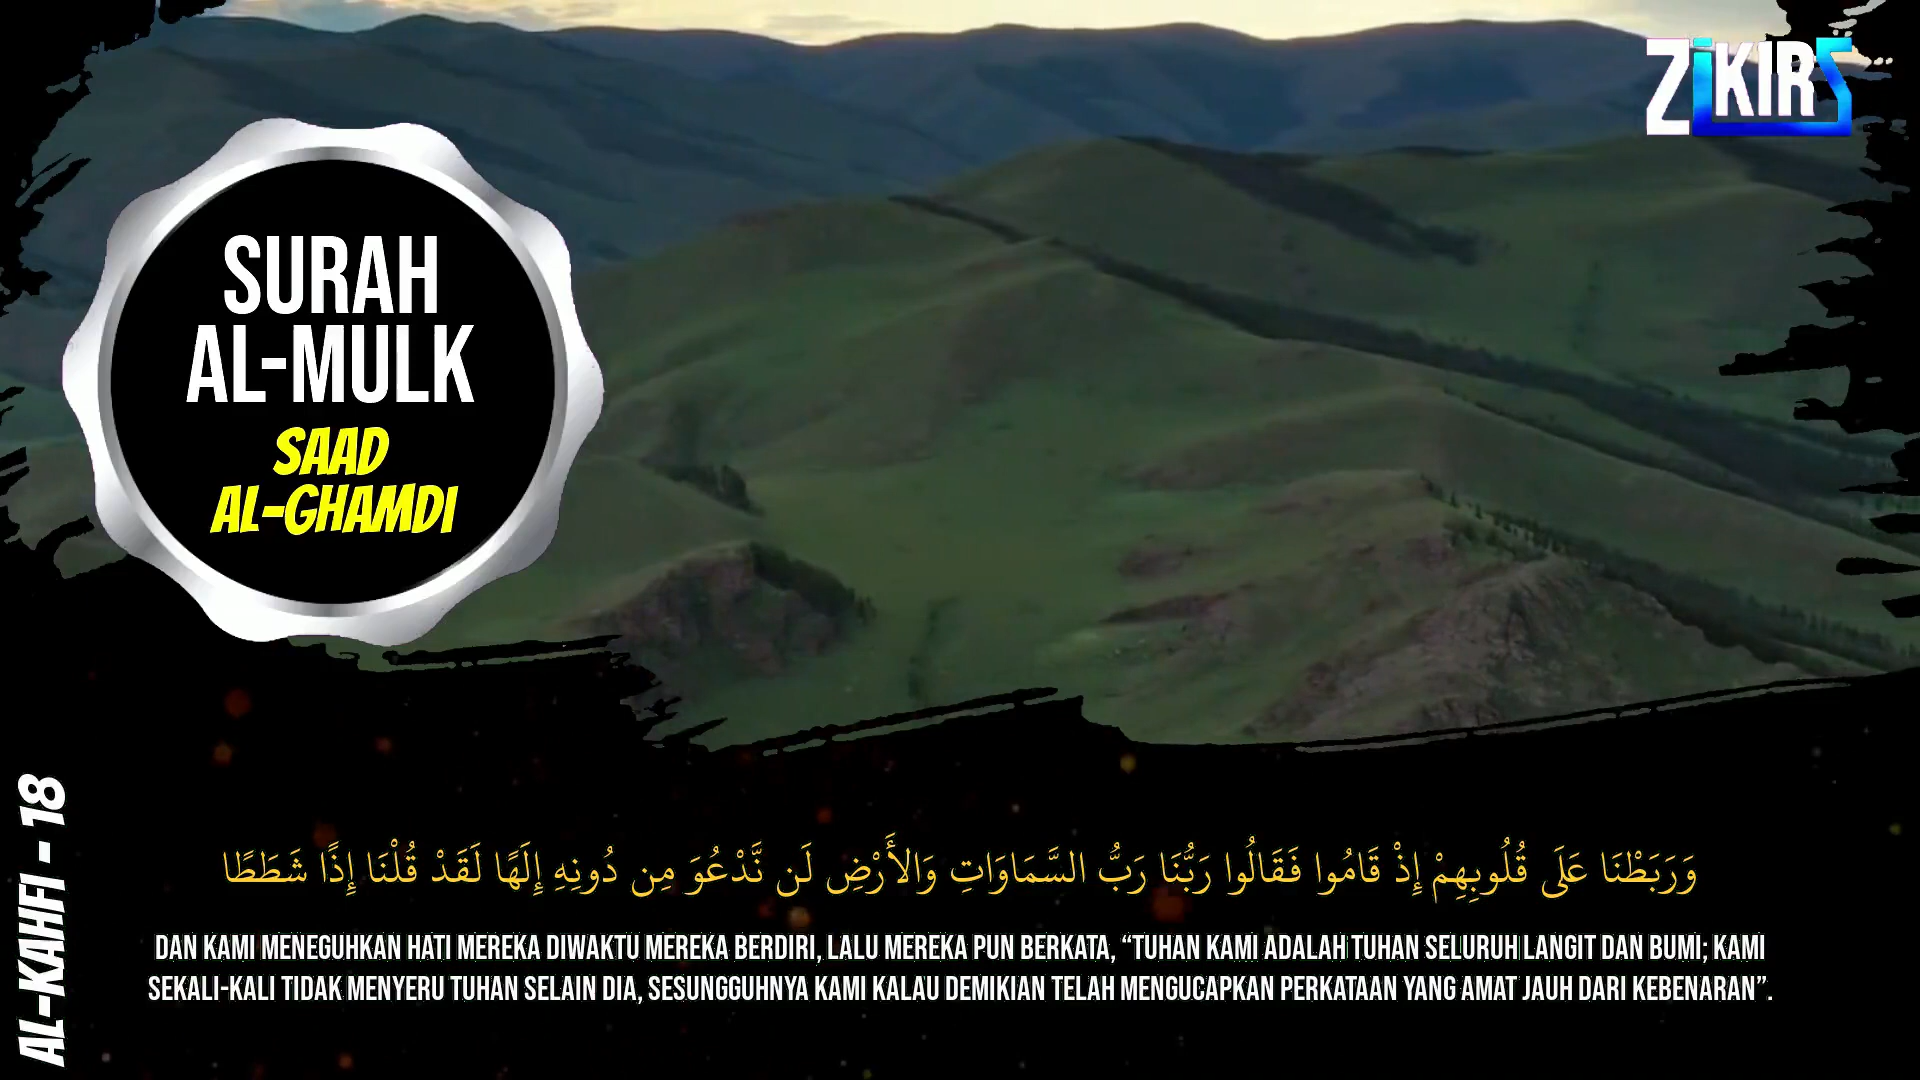 ZIKIRS
SURAH
AL-MULK
SAAD
AL-GHAMDI
AL-KAHFI - 18
وَرَبَطْنَا عَلَى قُلُوبِهِمْ إِذْ قَامُوا فَقَالُوا رَبُّنَا رَبُّ السَّمَاوَاتِ وَالأَرْضِ لَن نَّدْعُوَ مِن دُونِهِ إِلَهًا لَقَدْ قُلْنَا إِذًا شَطَطًا
DAN KAMI MENEGUHKAN HATI MEREKA DIWAKTU MEREKA BERDIRI, LALU MEREKA PUN BERKATA, “TUHAN KAMI ADALAH TUHAN SELURUH LANGIT DAN BUMI; KAMI
SEKALI-KALI TIDAK MENYERU TUHAN SELAIN DIA, SESUNGGUHNYA KAMI KALAU DEMIKIAN TELAH MENGUCAPKAN PERKATAAN YANG AMAT JAUH DARI KEBENARAN”.